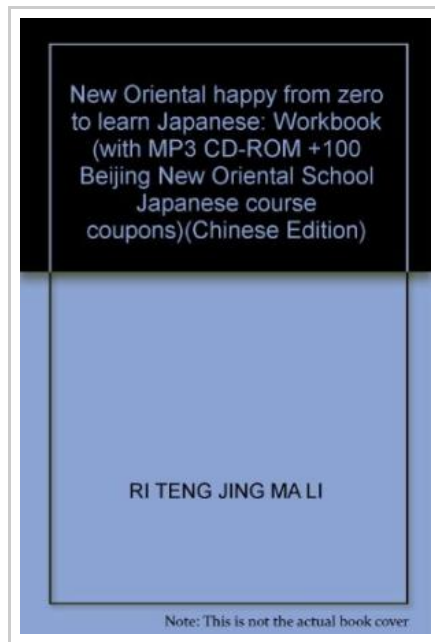 New Oriental happy from zero
to learn Japanese: Workbook
(with MP3 CD-ROM +100
Beijing New Oriental School
Japanese course
coupons)(Chinese Edition)
RI TENG JING MA LI
Note: This is not the actual book cover